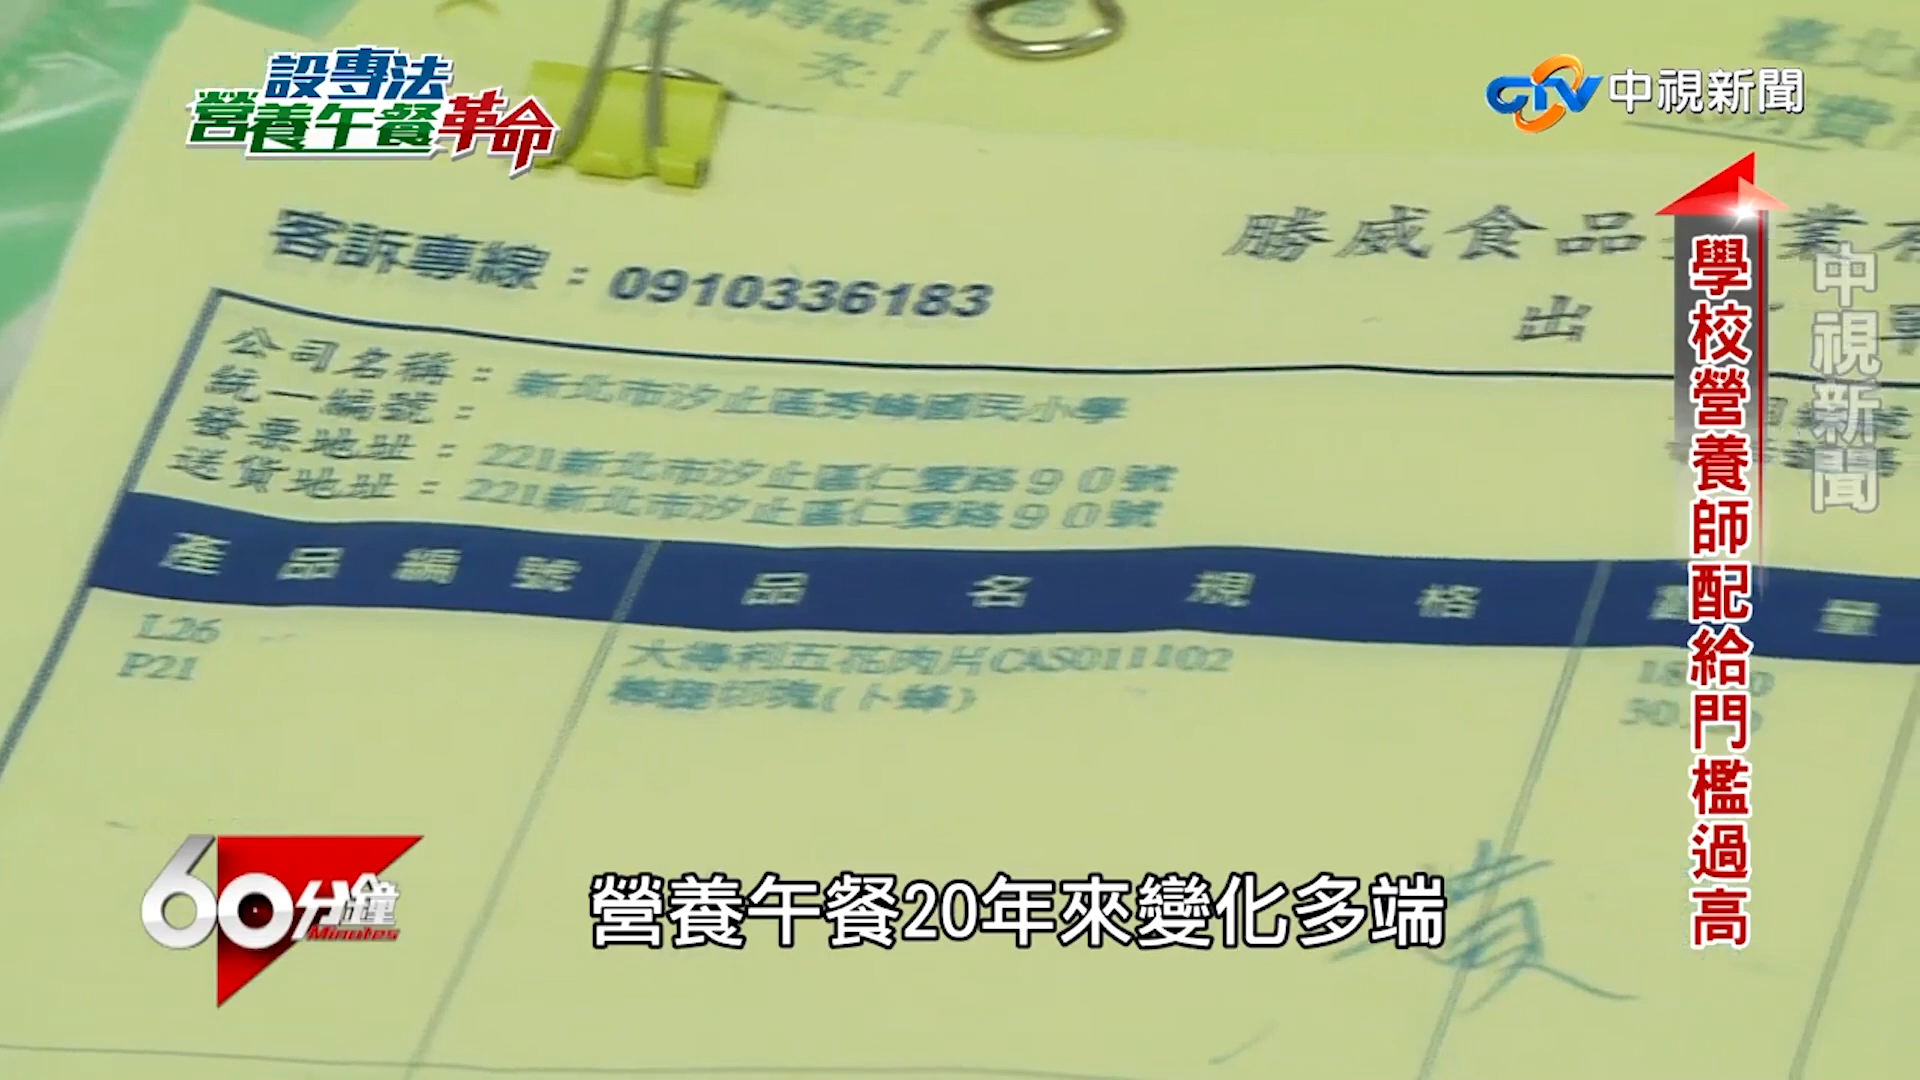 設專法
營養午餐革命
CTV 中視新聞
中視新聞
學校營養師配給門檻過高
客訴專線：0910336183
勝威食品
出
公司名稱：新北市汐止區秀峰國民小學
統一編號：
發票地址：221新北市汐止區仁愛路９０號
送貨地址：221新北市汐止區仁愛路９０號
產品編號 品名規格 數量
L26 大得利五花肉片CAS011102
P21
60分鐘
Minutes
營養午餐20年來變化多端